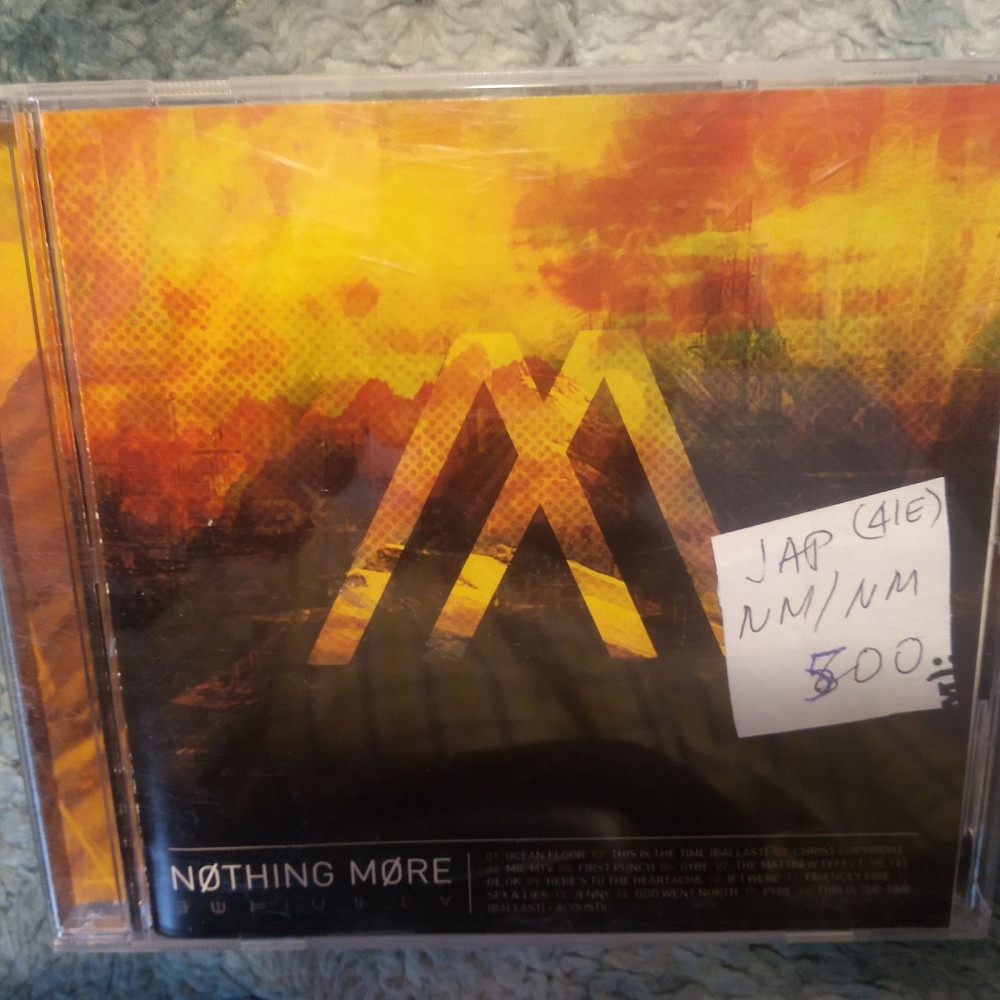 JAP (41E)
NM/NM
500.
NØTHING MØRE
01. OCEAN FLOOR 02. THIS IS THE TIME (BALLAST) 03. CHRIST COPYRIGHT
04. MR. MTV 05. FIRST PUNCH 06. GYRE 07. THE MATTHEW EFFECT 08. I'LL
BE OK 09. HERE'S TO THE HEARTACHE 10. IF I WERE 11. FRIENDLY FIRE 12.
SEX & LIES 13. JENNY 14. GOD WENT NORTH 15. PYRE 16. THIS IS THE TIME
(BALLAST) - ACOUSTIC